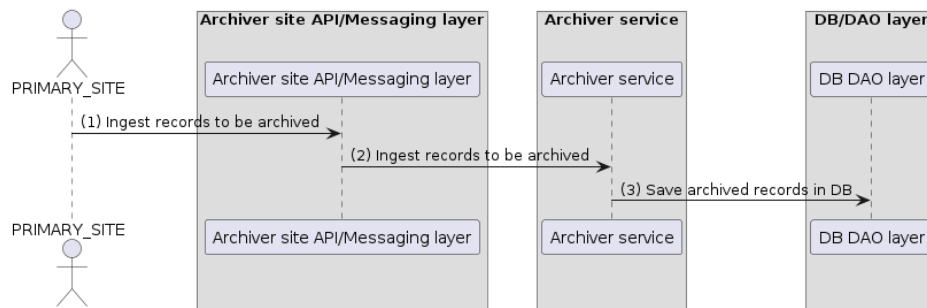 Archiver site API/Messaging layer
Archiver service
DB/DAO layer
Archiver site API/Messaging layer
Archiver service
DB DAO layer
PRIMARY_SITE
(1) Ingest records to be archived
(2) Ingest records to be archived
(3) Save archived records in DB
PRIMARY_SITE
Archiver site API/Messaging layer
Archiver service
DB DAO layer